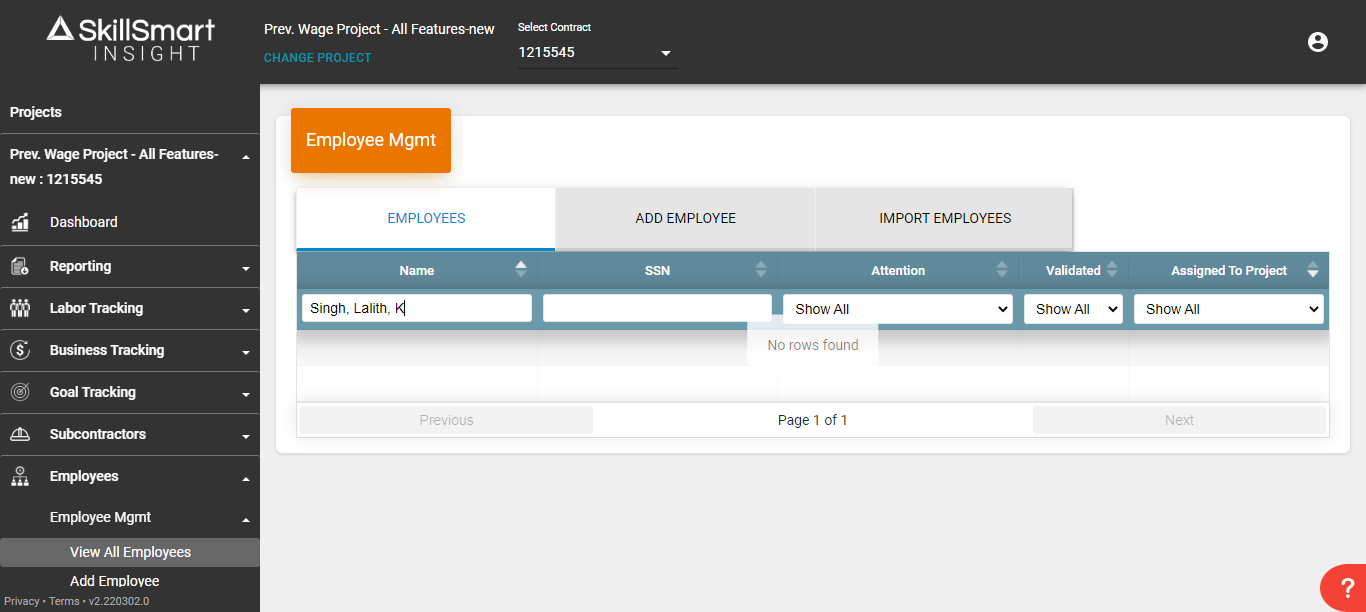 SkillSmart
INSIGHT
Prev. Wage Project - All Features-new
CHANGE PROJECT
Select Contract
1215545
Projects
Prev. Wage Project - All Features-
new : 1215545
Dashboard
Reporting
Labor Tracking
Business Tracking
Goal Tracking
Subcontractors
Employees
Employee Mgmt
View All Employees
Add Employee
Privacy • Terms • v2.220302.0
Employee Mgmt
EMPLOYEES ADD EMPLOYEE IMPORT EMPLOYEES
Name SSN Attention Validated Assigned To Project
Singh, Lalith, K Show All Show All Show All
No rows found
Previous Page 1 of 1 Next
?